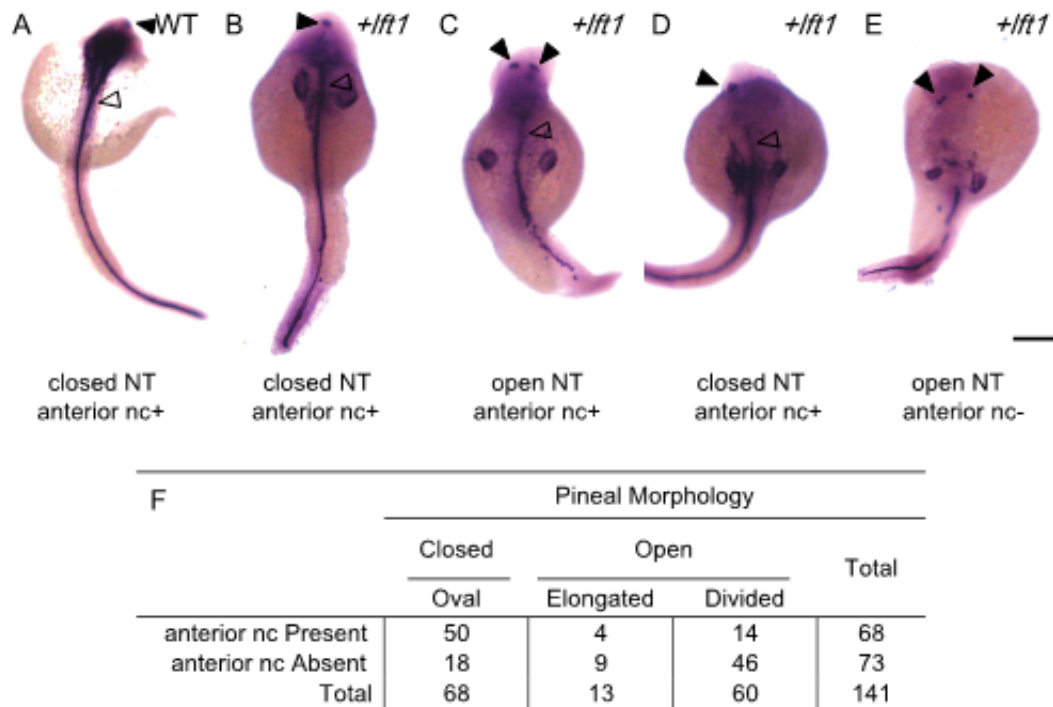 A WT B +lft1 C +lft1 D +lft1 E +lft1
closed NT closed NT open NT closed NT open NT
anterior nc+ anterior nc+ anterior nc+ anterior nc+ anterior nc-
F Pineal Morphology
Closed Open Total
Oval Elongated Divided
anterior nc Present 50 4 14 68
anterior nc Absent 18 9 46 73
Total 68 13 60 141